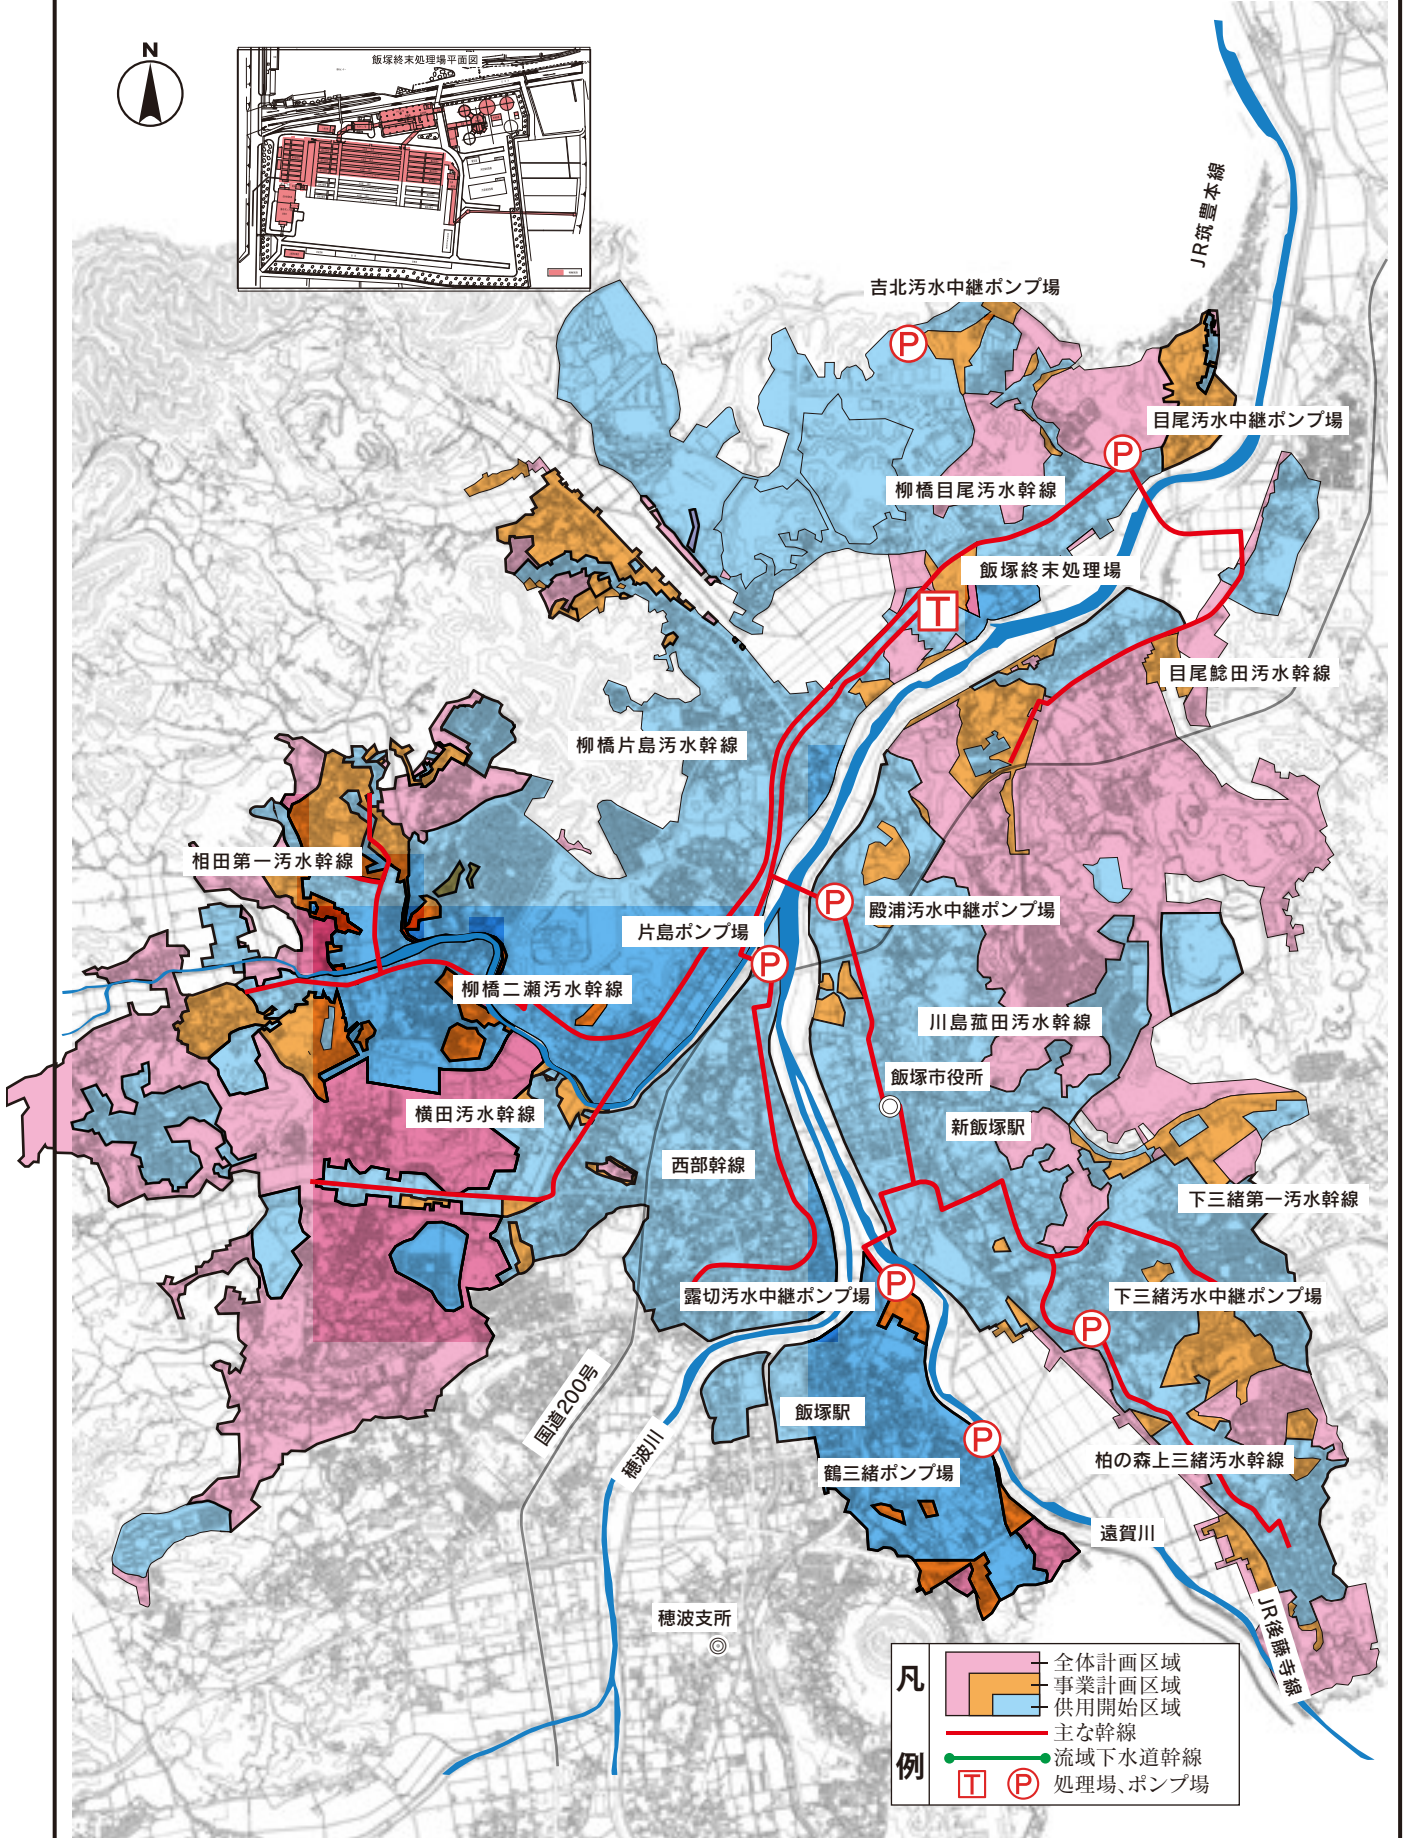 N
飯塚終末処理場平面図
JR筑豊本線
吉北汚水中継ポンプ場
P
目尾汚水中継ポンプ場
P
柳橋目尾汚水幹線
飯塚終末処理場
T
目尾鯰田汚水幹線
柳橋片島汚水幹線
相田第一汚水幹線
P
殿浦汚水中継ポンプ場
片島ポンプ場
P
柳橋二瀬汚水幹線
川島菰田汚水幹線
飯塚市役所
横田汚水幹線
新飯塚駅
西部幹線
下三緒第一汚水幹線
露切汚水中継ポンプ場
P
下三緒汚水中継ポンプ場
P
国道200号
飯塚駅
穂波川
P
鶴三緒ポンプ場
柏の森上三緒汚水幹線
遠賀川
穂波支所
JR後藤寺線
凡例
全体計画区域
事業計画区域
供用開始区域
主な幹線
流域下水道幹線
T P 処理場、ポンプ場